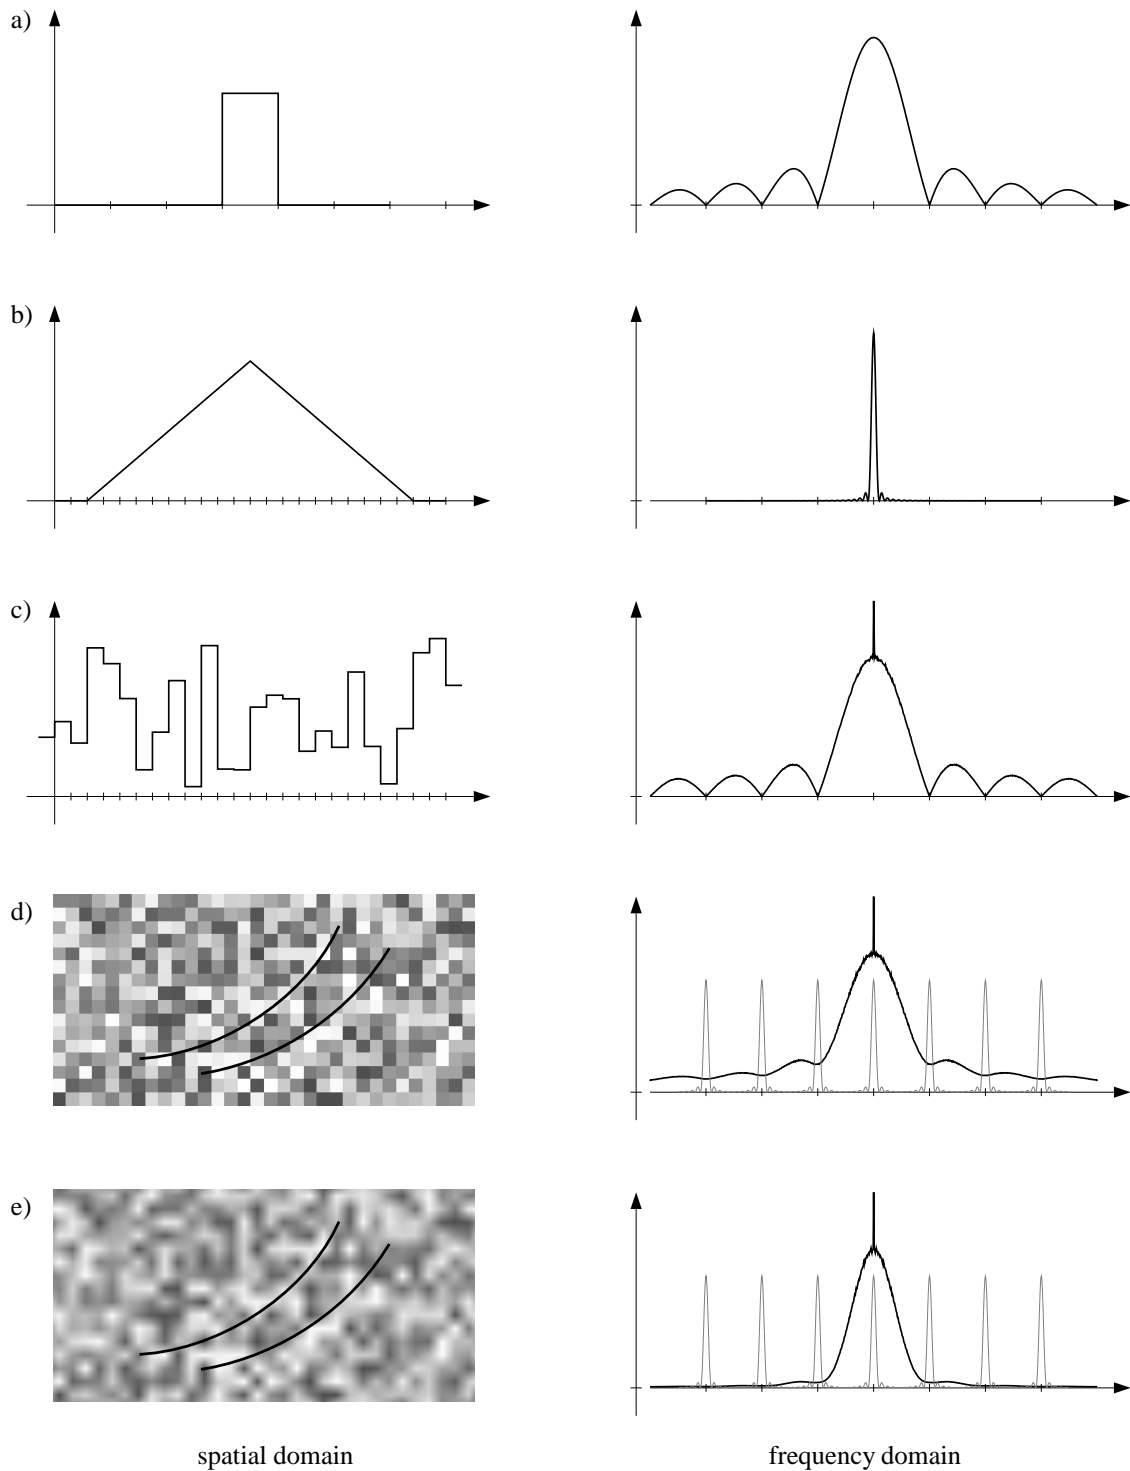 a)
b)
c)
d)
e)
spatial domain
frequency domain